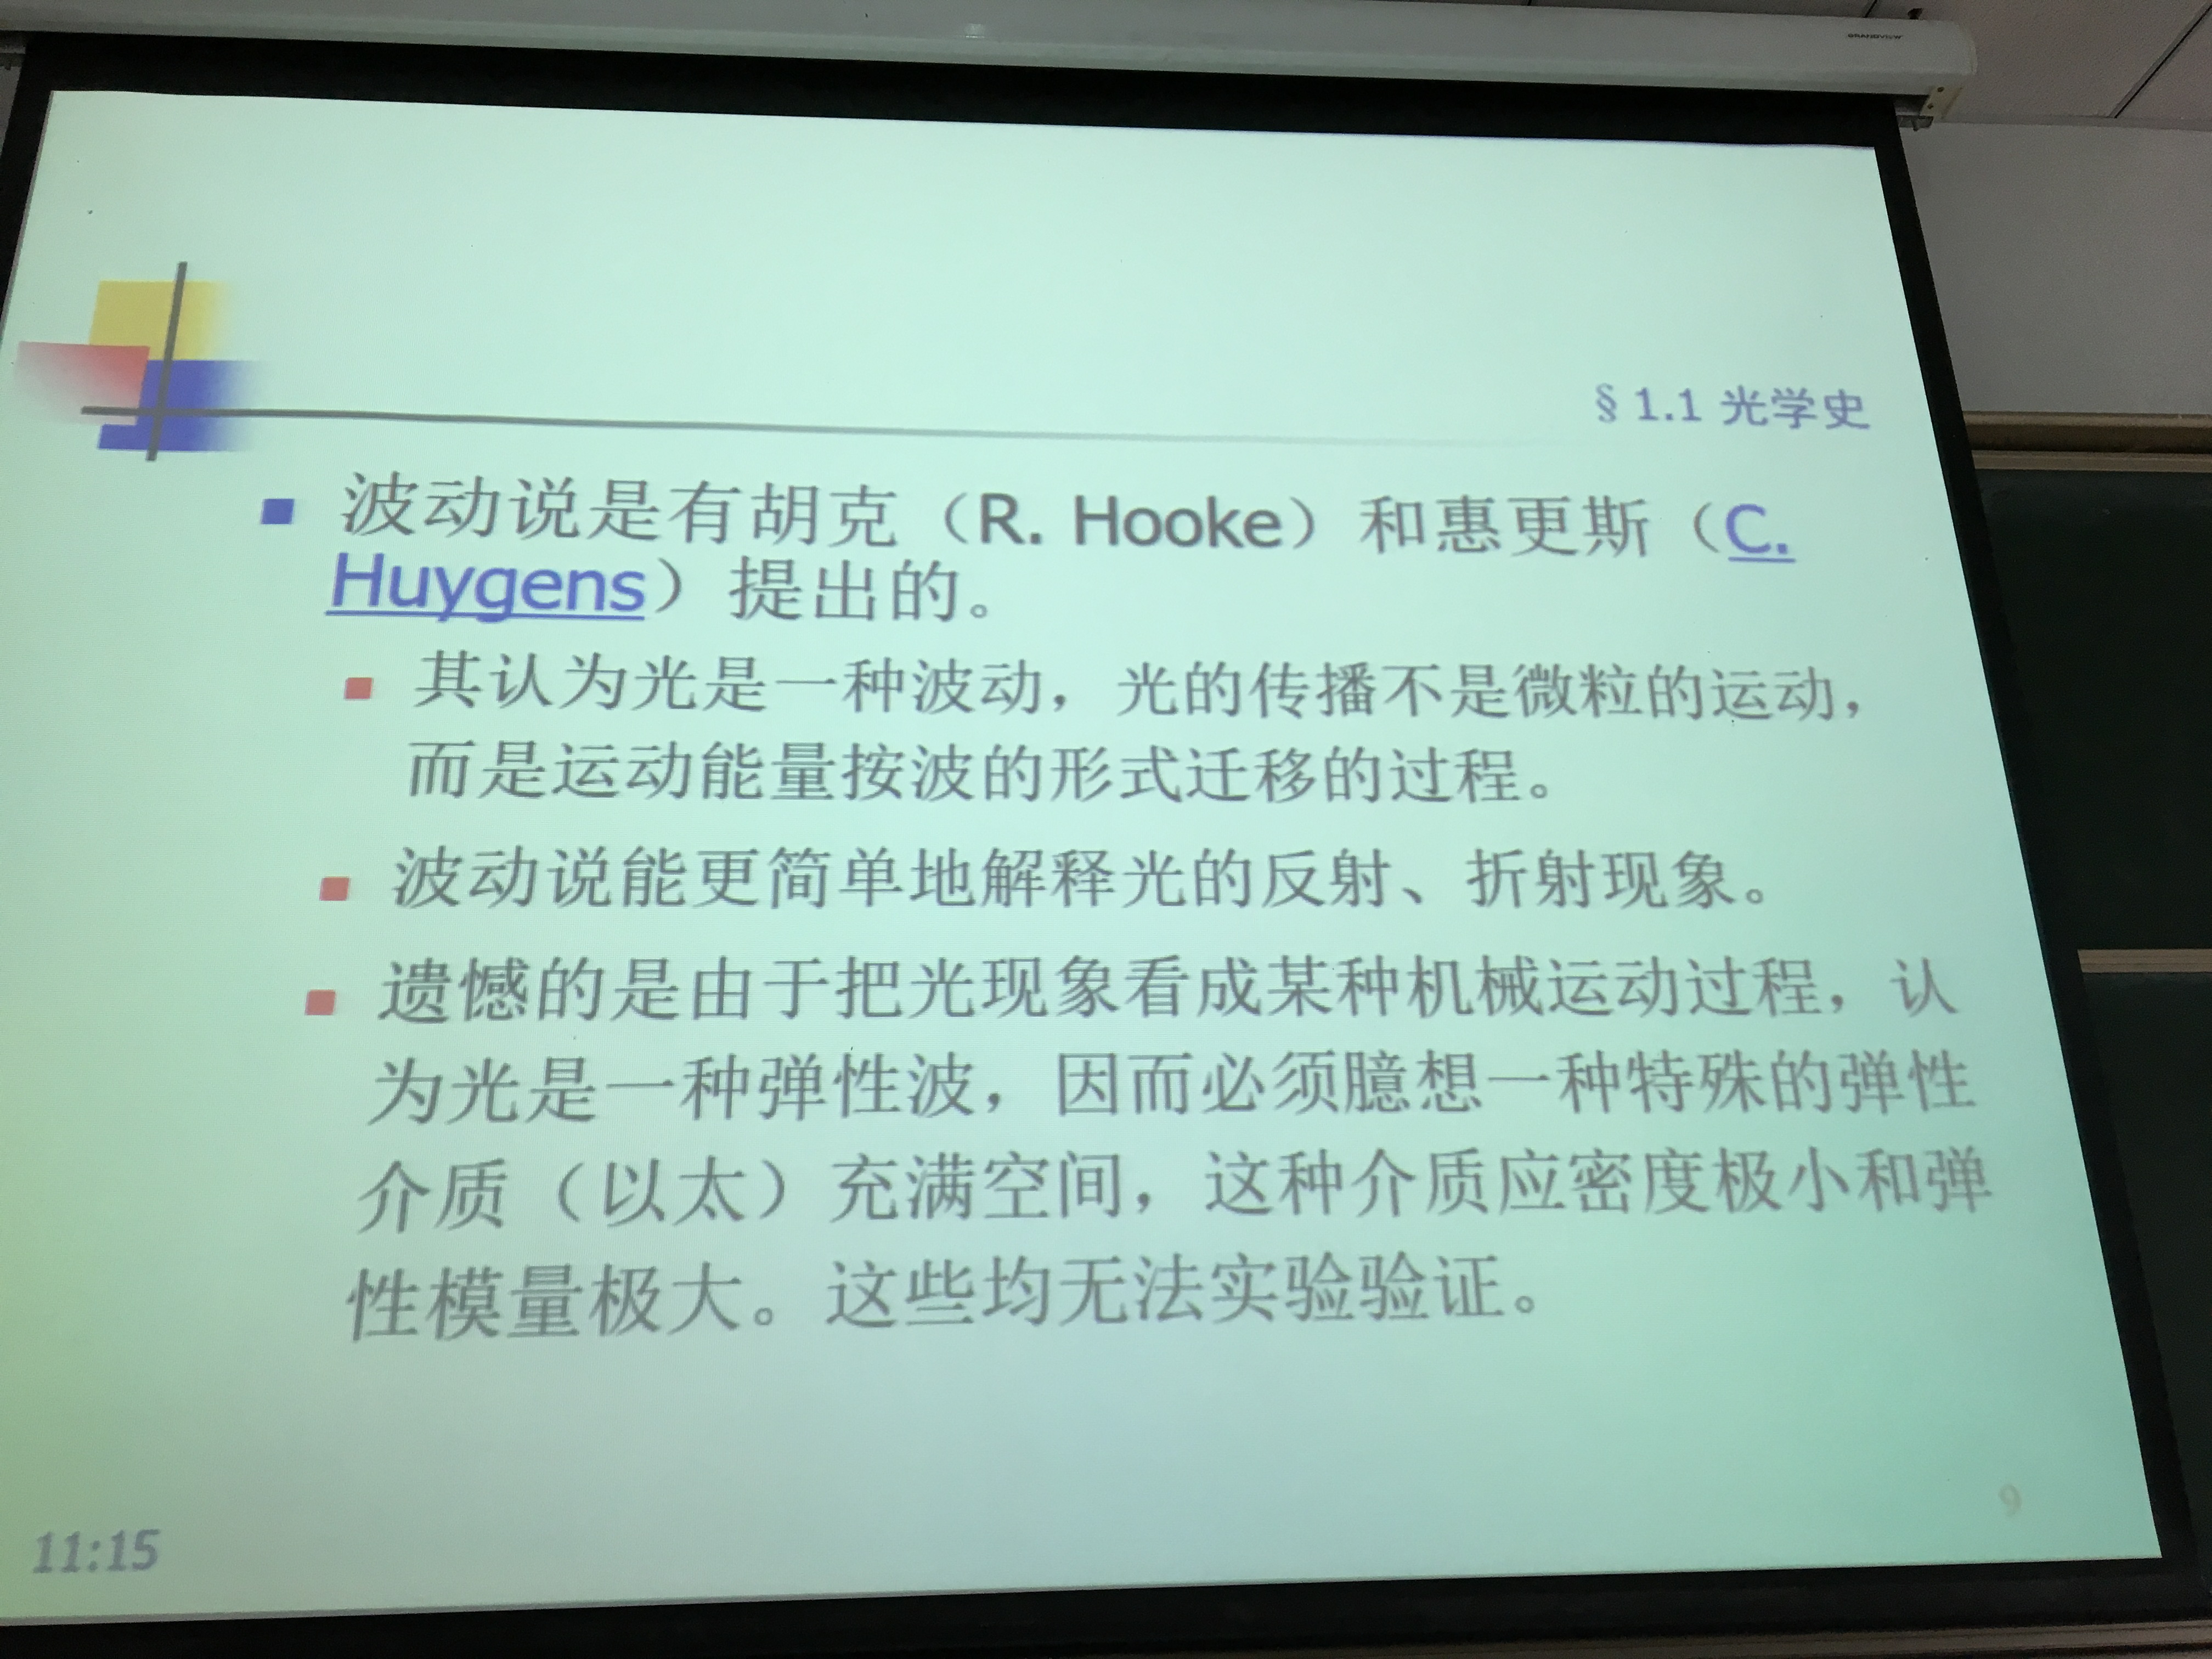 GRANDVIEW
§1.1 光学史
波动说是有胡克（R. Hooke）和惠更斯（C.
Huygens）提出的。
其认为光是一种波动，光的传播不是微粒的运动，
而是运动能量按波的形式迁移的过程。
波动说能更简单地解释光的反射、折射现象。
遗憾的是由于把光现象看成某种机械运动过程，认
为光是一种弹性波，因而必须臆想一种特殊的弹性
介质（以太）充满空间，这种介质应密度极小和弹
性模量极大。这些均无法实验验证。
11:15
9